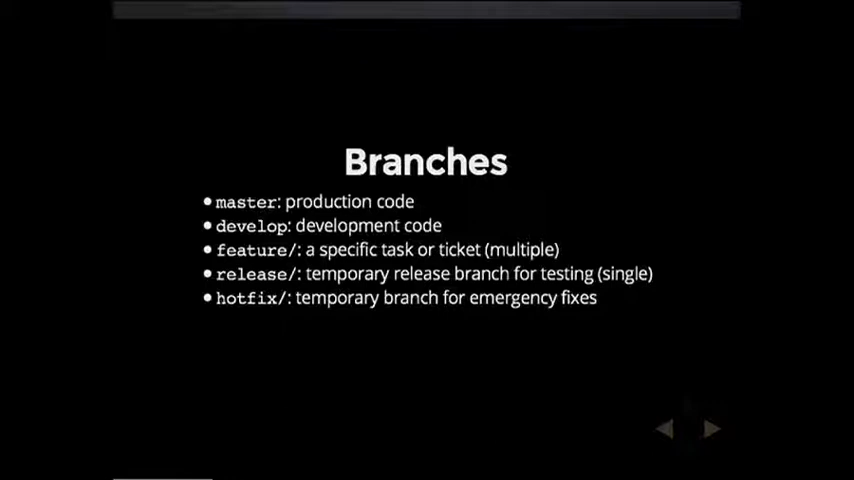 Branches
• master: production code
• develop: development code
• feature/: a specific task or ticket (multiple)
• release/: temporary release branch for testing (single)
• hotfix/: temporary branch for emergency fixes